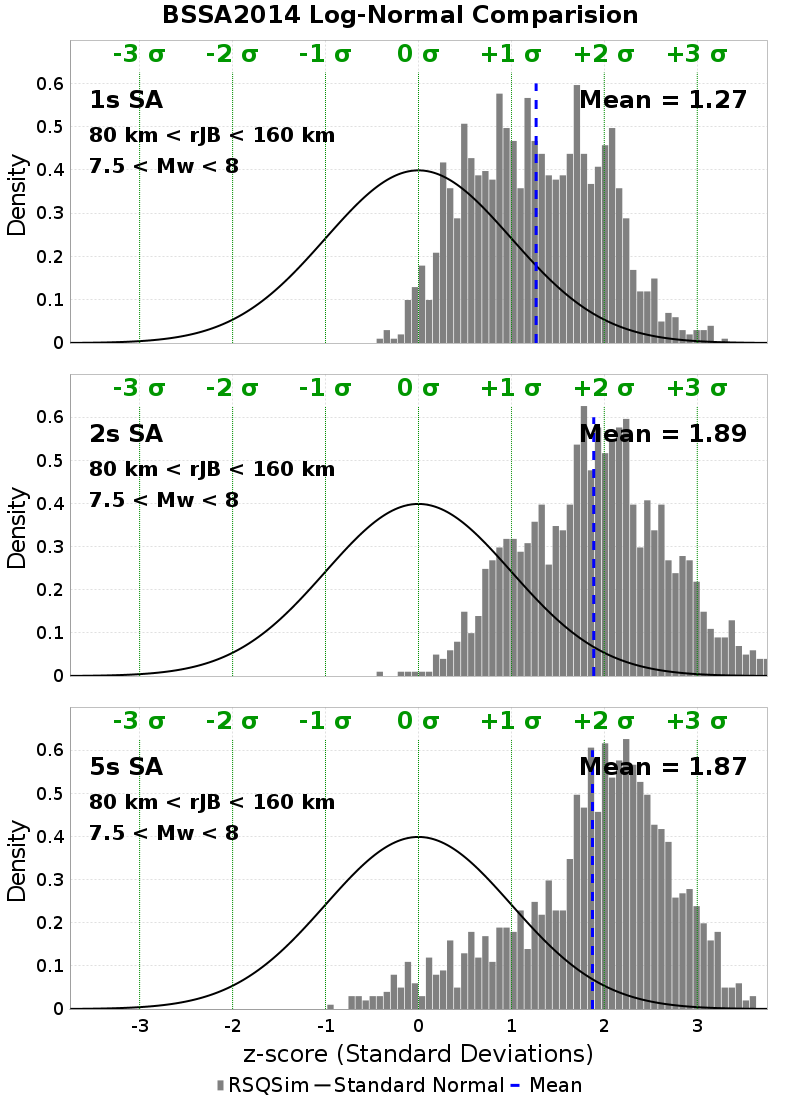 BSSA2014 Log-Normal Comparision
-3 σ -2 σ -1 σ 0 σ +1 σ +2 σ +3 σ
1s SA
Mean = 1.27
80 km < rJB < 160 km
7.5 < Mw < 8
Density
0.6
0.5
0.4
0.3
0.2
0.1
0
-3 σ -2 σ -1 σ 0 σ +1 σ +2 σ +3 σ
2s SA
Mean = 1.89
80 km < rJB < 160 km
7.5 < Mw < 8
Density
0.6
0.5
0.4
0.3
0.2
0.1
0
-3 σ -2 σ -1 σ 0 σ +1 σ +2 σ +3 σ
5s SA
Mean = 1.87
80 km < rJB < 160 km
7.5 < Mw < 8
Density
0.6
0.5
0.4
0.3
0.2
0.1
0
-3 -2 -1 0 1 2 3
z-score (Standard Deviations)
RSQSim Standard Normal Mean